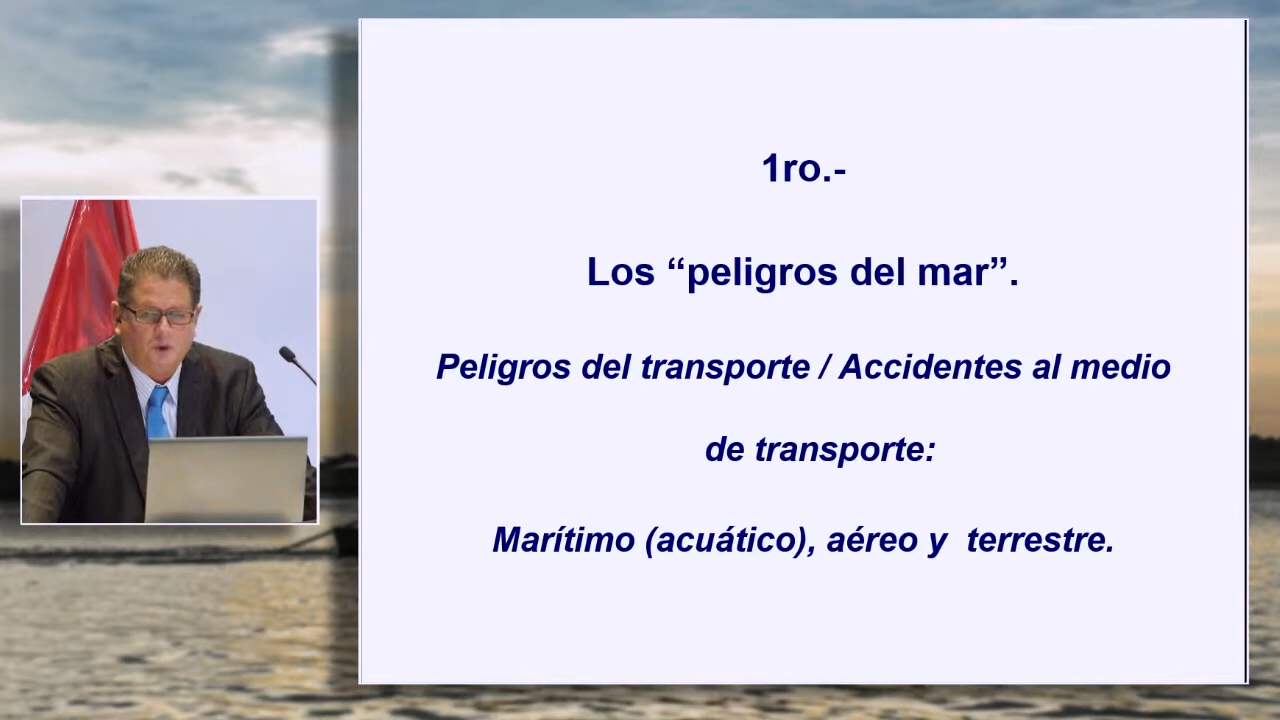 1ro.-
Los “peligros del mar”.
Peligros del transporte / Accidentes al medio
de transporte:
Marítimo (acuático), aéreo y  terrestre.